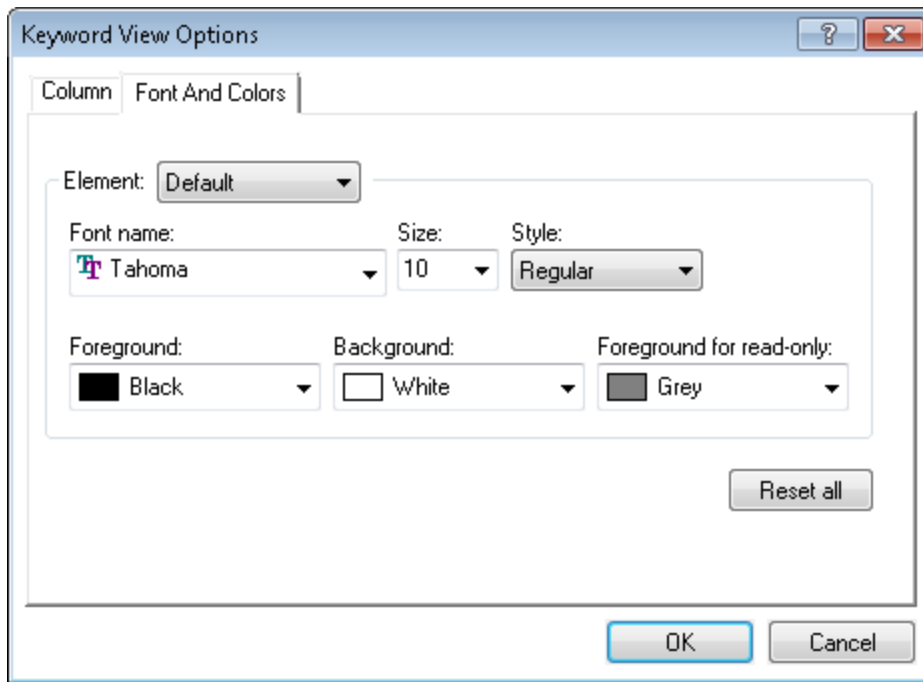 Keyword View Options
Column Font And Colors
Element: Default
Font name: Size: Style:
Tahoma 10 Regular
Foreground: Background: Foreground for read-only:
Black White Grey
Reset all
OK Cancel